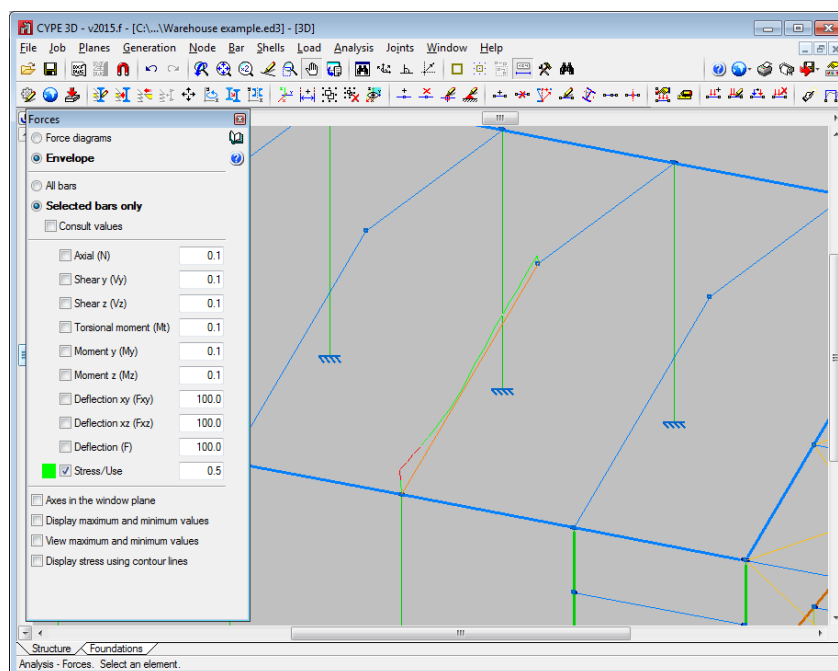 CYPE 3D - v2015.f - [C:\...\Warehouse example.ed3] - [3D]
File Job Planes Generation Node Bar Shells Load Analysis Joints Window Help
Forces
Force diagrams
Envelope
All bars
Selected bars only
Consult values
Axial (N) 0.1
Shear y (Vy) 0.1
Shear z (Vz) 0.1
Torsional moment (Mt) 0.1
Moment y (My) 0.1
Moment z (Mz) 0.1
Deflection xy (Fxy) 100.0
Deflection xz (Fxz) 100.0
Deflection (F) 100.0
Stress/Use 0.5
Axes in the window plane
Display maximum and minimum values
View maximum and minimum values
Display stress using contour lines
Structure Foundations
Analysis - Forces. Select an element.